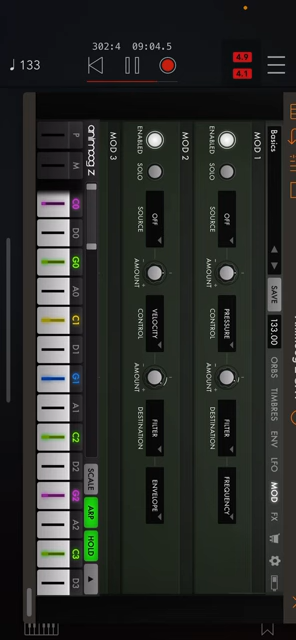 302:4 09:04.5
♩ 133
4.9
4.1
Basics
SAVE 133.00 ORBS TIMBRES ENV LFO MOD FX
MOD 1
ENABLED SOLO OFF PRESSURE FILTER FREQUENCY
SOURCE AMOUNT CONTROL AMOUNT DESTINATION
MOD 2
ENABLED SOLO OFF VELOCITY FILTER ENVELOPE
SOURCE AMOUNT CONTROL AMOUNT DESTINATION
MOD 3
animoog Z
SCALE ARP HOLD
P M C0 D0 G0 A0 C1 D1 G1 A1 C2 D2 G2 A2 C3 D3